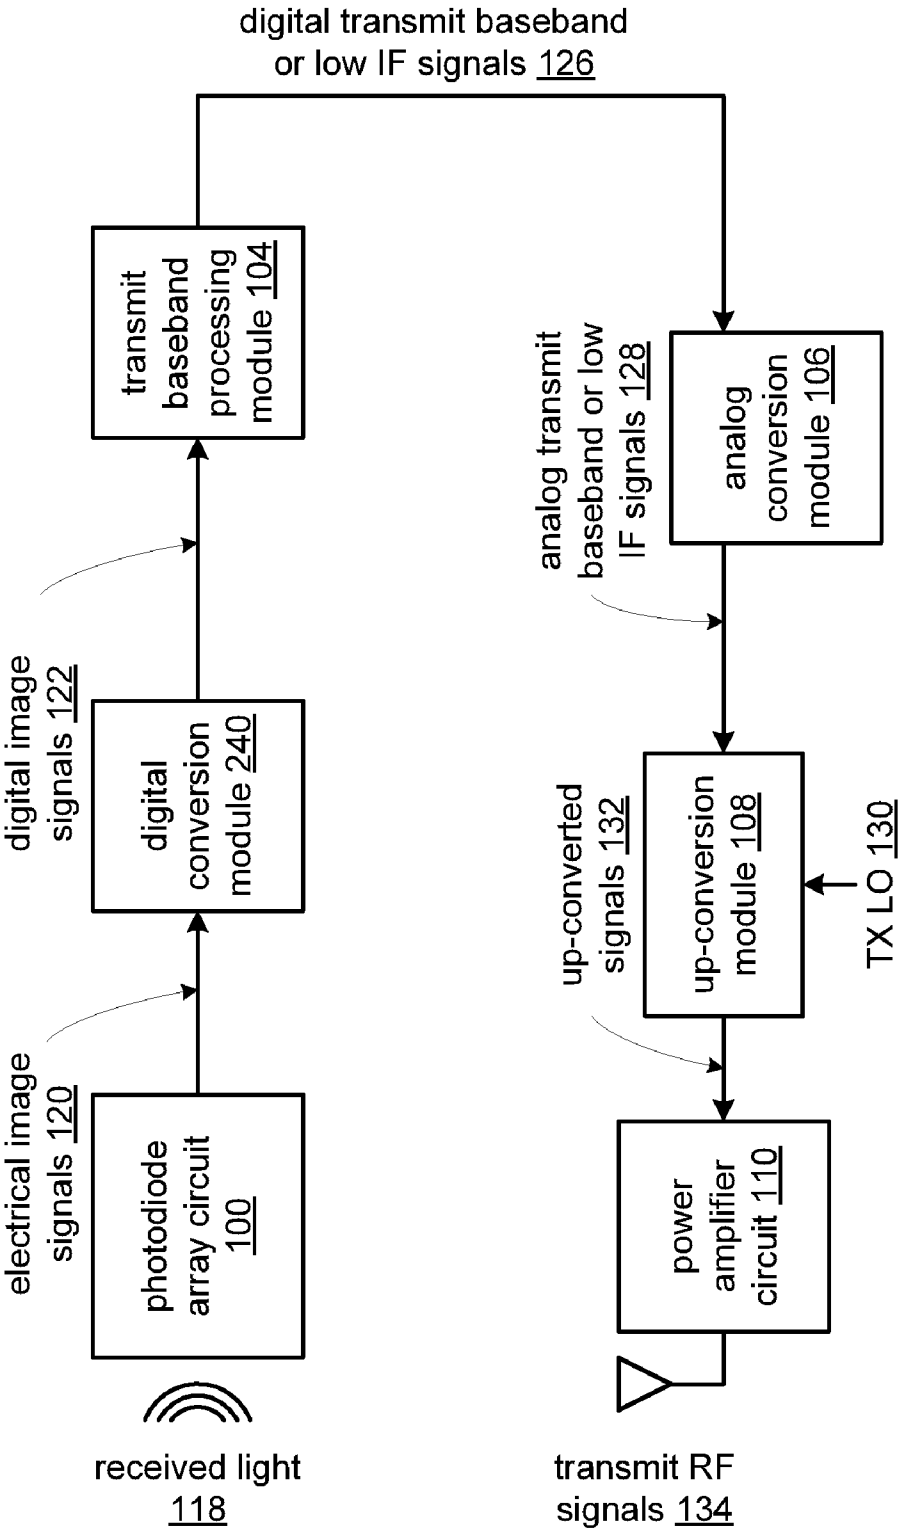 digital transmit baseband
or low IF signals 126
transmit
baseband
processing
module 104
digital image
signals 122
digital
conversion
module 240
electrical image
signals 120
photodiode
array circuit
100
received light
118
analog transmit
baseband or low
IF signals 128
analog
conversion
module 106
up-converted
signals 132
up-conversion
module 108
TX LO 130
power
amplifier
circuit 110
transmit RF
signals 134